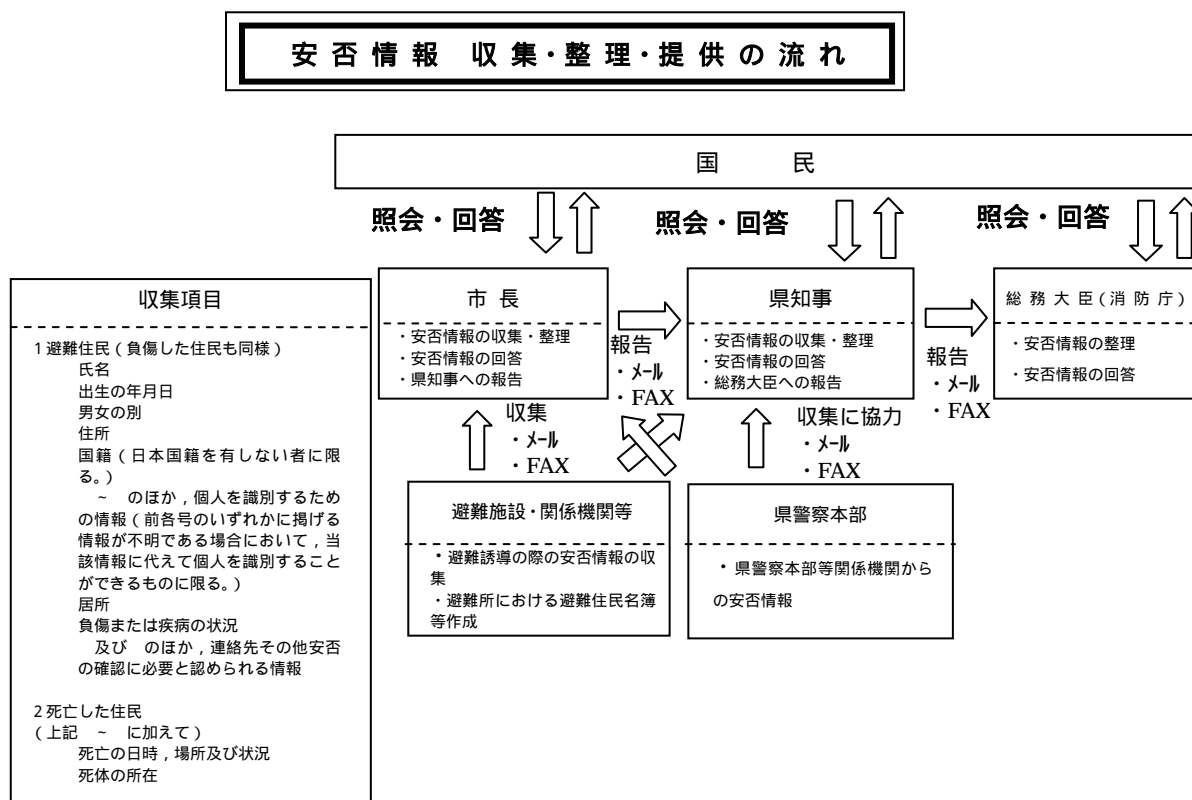 安否情報 収集・整理・提供の流れ
国 民
照会・回答
照会・回答
照会・回答
収集項目
1避難住民（負傷した住民も同様）
氏名
出生の年月日
男女の別
住所
国籍（日本国籍を有しない者に限
る。）
～ のほか，個人を識別するため
の情報（前各号のいずれかに掲げる
情報が不明である場合において，当
該情報に代えて個人を識別すること
ができるものに限る。）
居所
負傷または疾病の状況
及び のほか，連絡先その他安否
の確認に必要と認められる情報
2死亡した住民
（上記 ～ に加えて）
死亡の日時，場所及び状況
死体の所在
市 長
・安否情報の収集・整理
・安否情報の回答
・県知事への報告
報告
・ﾒｰﾙ
・FAX
県知事
・安否情報の収集・整理
・安否情報の回答
・総務大臣への報告
報告
・ﾒｰﾙ
・FAX
総務大臣（消防庁）
・安否情報の整理
・安否情報の回答
収集
・ﾒｰﾙ
・FAX
収集に協力
・ﾒｰﾙ
・FAX
避難施設・関係機関等
・避難誘導の際の安否情報の収
集
・避難所における避難住民名簿
等作成
県警察本部
・県警察本部等関係機関から
の安否情報